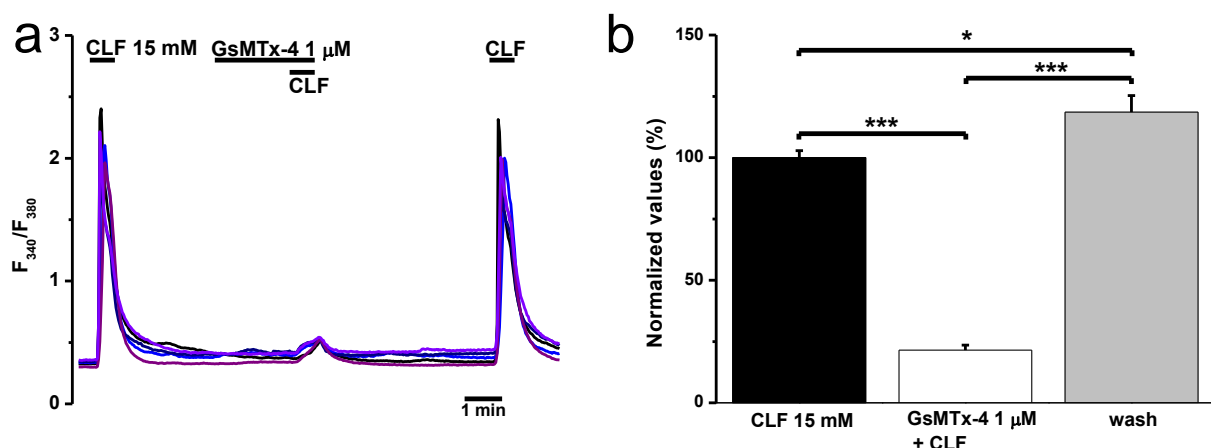 a
CLF 15 mM GsMTx-4 1 μM CLF
CLF
3
2
1
0
F340/F380
1 min
b
* 
***
***
Normalized values (%)
150
100
50
0
CLF 15 mM GsMTx-4 1 μM wash
+ CLF